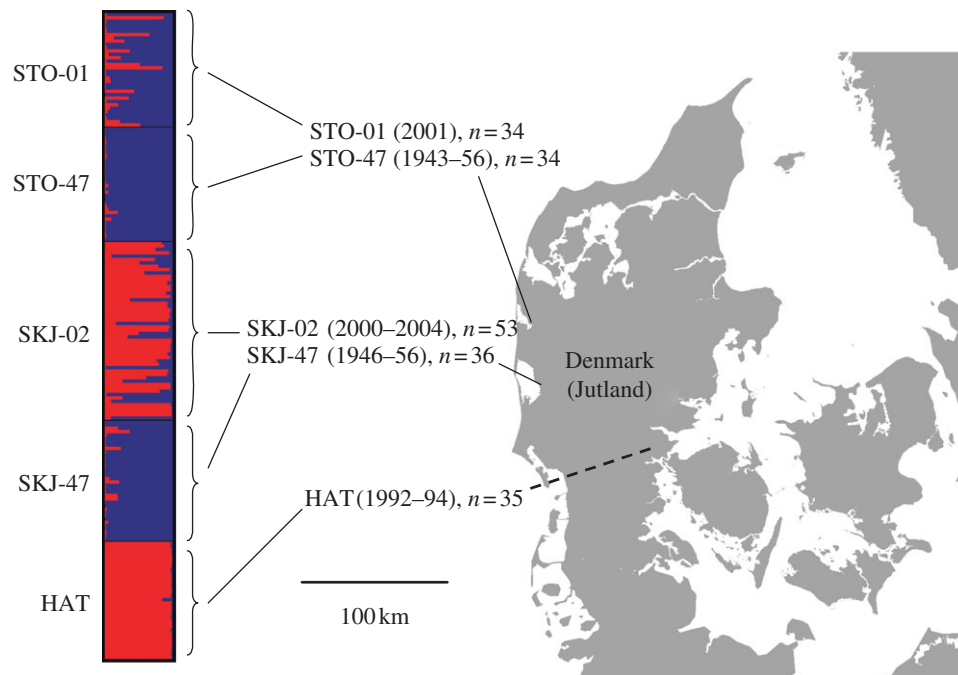 STO-01
STO-47
SKJ-02
SKJ-47
HAT
STO-01 (2001), n=34
STO-47 (1943–56), n=34
SKJ-02 (2000–2004), n=53
SKJ-47 (1946–56), n=36
HAT (1992–94), n=35
100 km
Denmark
(Jutland)